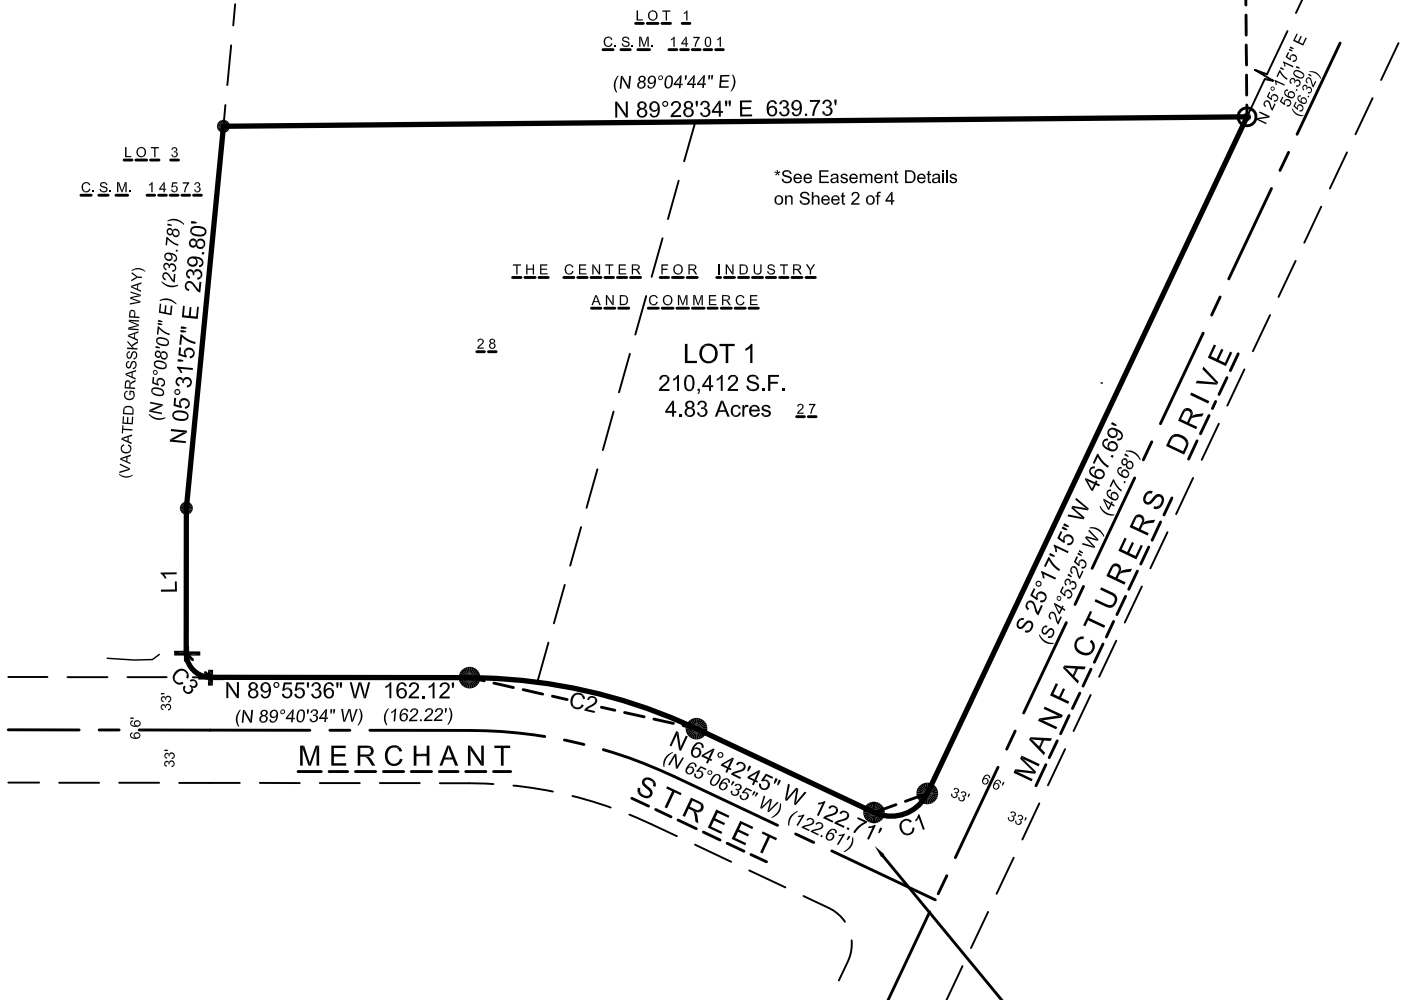 LOT 1
C.S.M. 14701
(N 89°04'44" E)
N 89°28'34" E 639.73'
N 25°17'15" E
56.30'
(56.32')
LOT 3
C.S.M. 14573
*See Easement Details
on Sheet 2 of 4
(VACATED GRASSKAMP WAY)
(N 05°08'07" E) (239.78')
N 05°31'57" E 239.80'
THE CENTER FOR INDUSTRY
AND COMMERCE
28
LOT 1
210,412 S.F.
4.83 Acres 27
S 25°17'15" W 467.69'
(S 24°53'25" W) (467.68')
MANFACTURERS DRIVE
L1
C3
N 89°55'36" W 162.12'
(N 89°40'34" W) (162.22')
33'
66'
33'
C2
MERCHANT
STREET
N 64°42'45" W 122.71'
(N 65°06'35" W) (122.61')
C1
33'
66'
33'